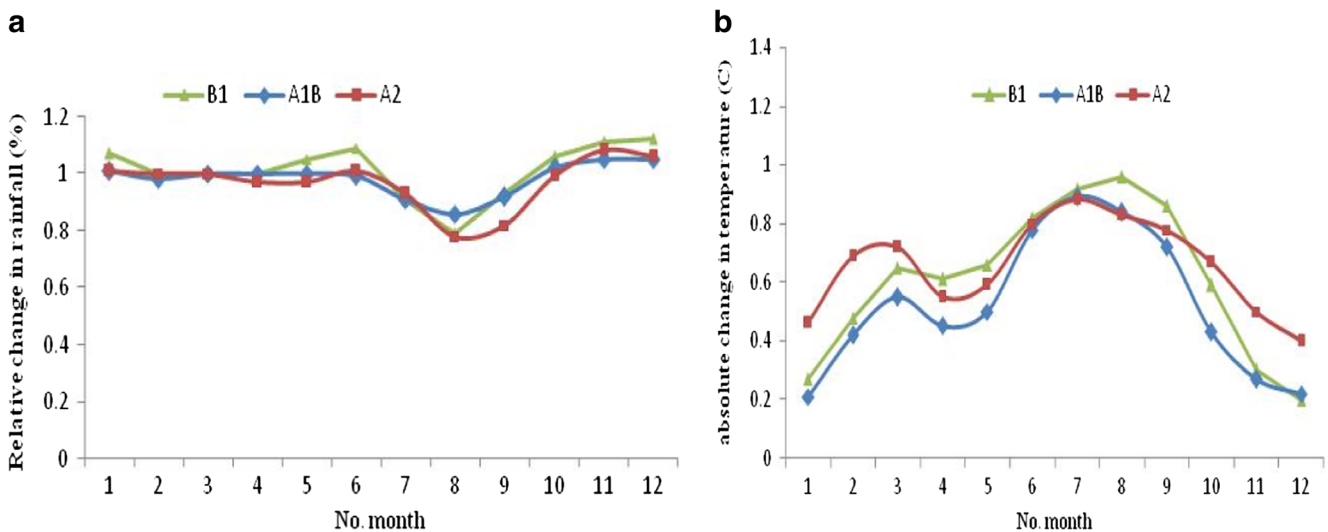 a
B1 A1B A2
Relative change in rainfall (%)
1.2
1
0.8
0.6
0.4
0.2
0
1 2 3 4 5 6 7 8 9 10 11 12
No. month
b
B1 A1B A2
absolute change in temperature (C)
1.4
1.2
1
0.8
0.6
0.4
0.2
0
1 2 3 4 5 6 7 8 9 10 11 12
No. month